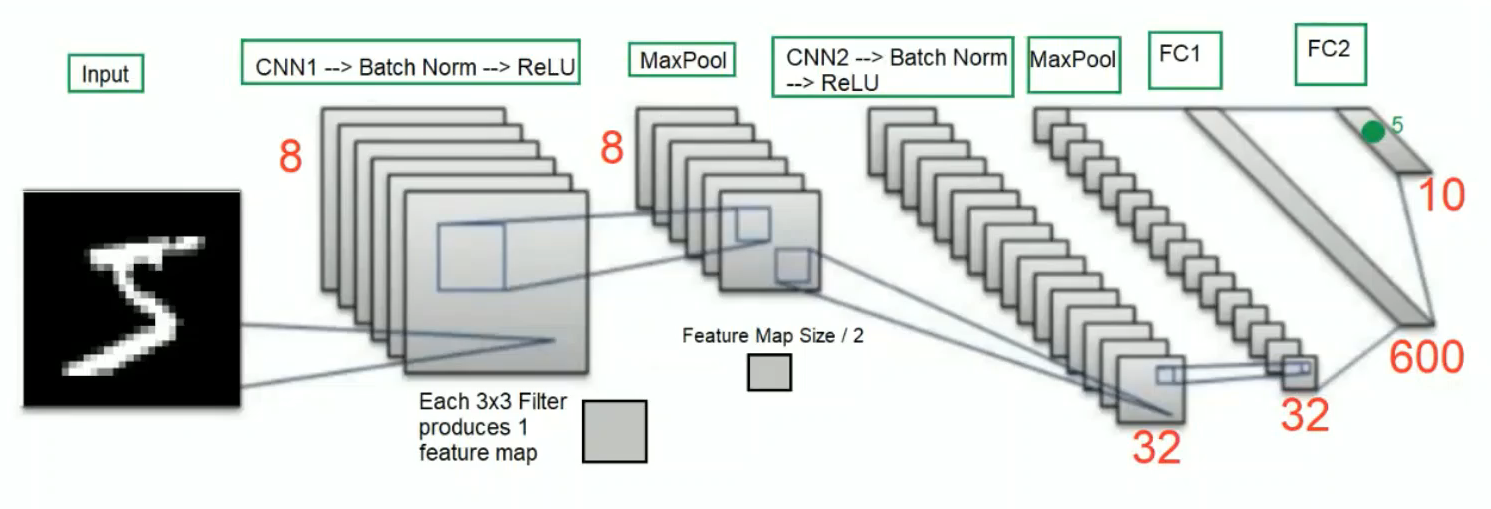 Input
CNN1 --> Batch Norm --> ReLU
MaxPool
CNN2 --> Batch Norm
--> ReLU
MaxPool
FC1
FC2
8
8
5
10
Feature Map Size / 2
600
Each 3x3 Filter
produces 1
feature map
32
32